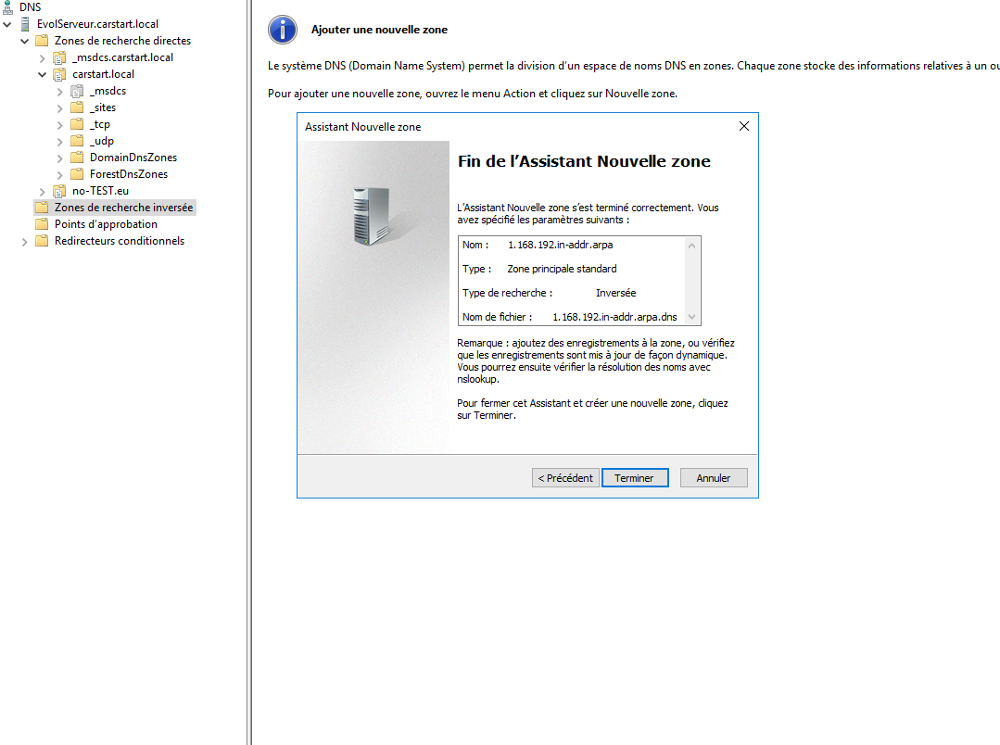 DNS
EvolServeur.carstart.local
Zones de recherche directes
_msdcs.carstart.local
carstart.local
_msdcs
_sites
_tcp
_udp
DomainDnsZones
ForestDnsZones
no-TEST.eu
Zones de recherche inversée
Points d'approbation
Redirecteurs conditionnels
Ajouter une nouvelle zone
Le système DNS (Domain Name System) permet la division d'un espace de noms DNS en zones. Chaque zone stocke des informations relatives à un ou
Pour ajouter une nouvelle zone, ouvrez le menu Action et cliquez sur Nouvelle zone.
Assistant Nouvelle zone
Fin de l'Assistant Nouvelle zone
L'Assistant Nouvelle zone s'est terminé correctement. Vous
avez spécifié les paramètres suivants :
Nom : 1.168.192.in-addr.arpa
Type : Zone principale standard
Type de recherche : Inversée
Nom de fichier : 1.168.192.in-addr.arpa.dns
Remarque : ajoutez des enregistrements à la zone, ou vérifiez
que les enregistrements sont mis à jour de façon dynamique.
Vous pourrez ensuite vérifier la résolution des noms avec
nslookup.
Pour fermer cet Assistant et créer une nouvelle zone, cliquez
sur Terminer.
< Précédent
Terminer
Annuler